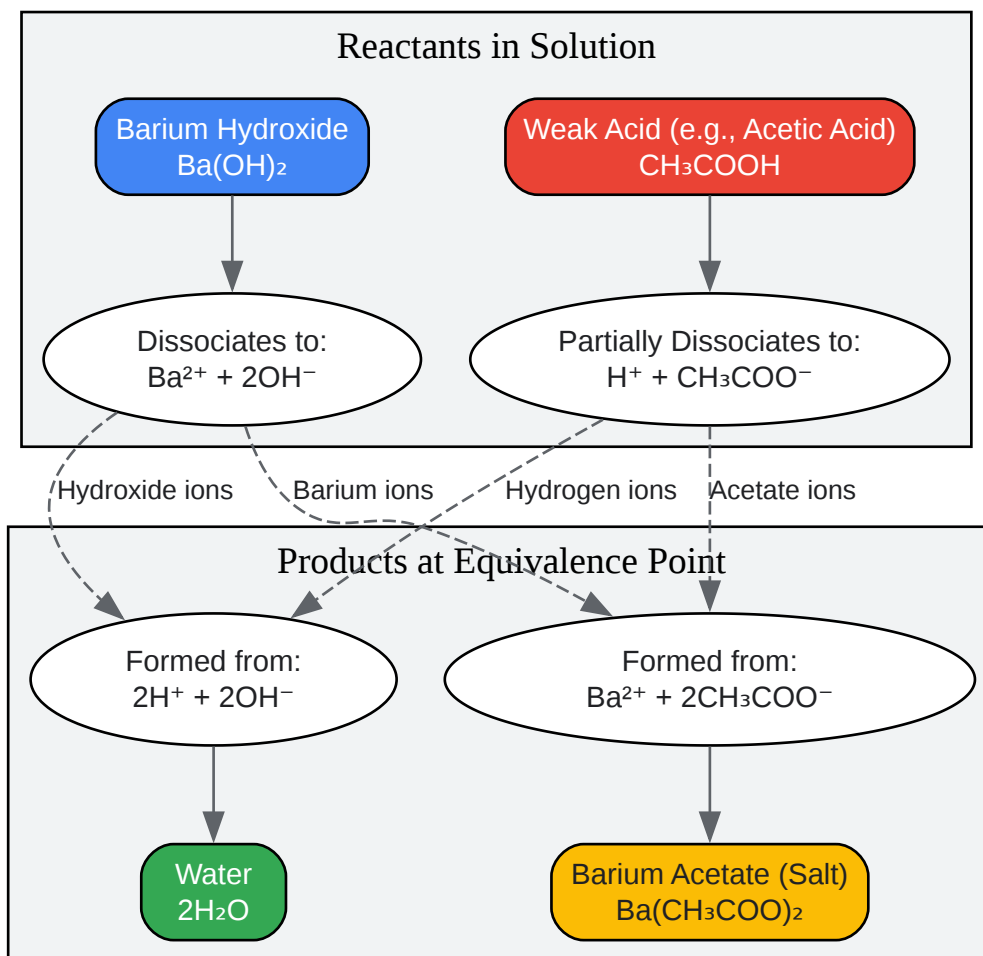 Reactants in Solution
Barium Hydroxide
Ba(OH)₂
Weak Acid (e.g., Acetic Acid)
CH₃COOH
Dissociates to:
Ba²⁺ + 2OH⁻
Partially Dissociates to:
H⁺ + CH₃COO⁻
Hydroxide ions
Barium ions
Hydrogen ions
Acetate ions
Products at Equivalence Point
Formed from:
2H⁺ + 2OH⁻
Formed from:
Ba²⁺ + 2CH₃COO⁻
Water
2H₂O
Barium Acetate (Salt)
Ba(CH₃COO)₂